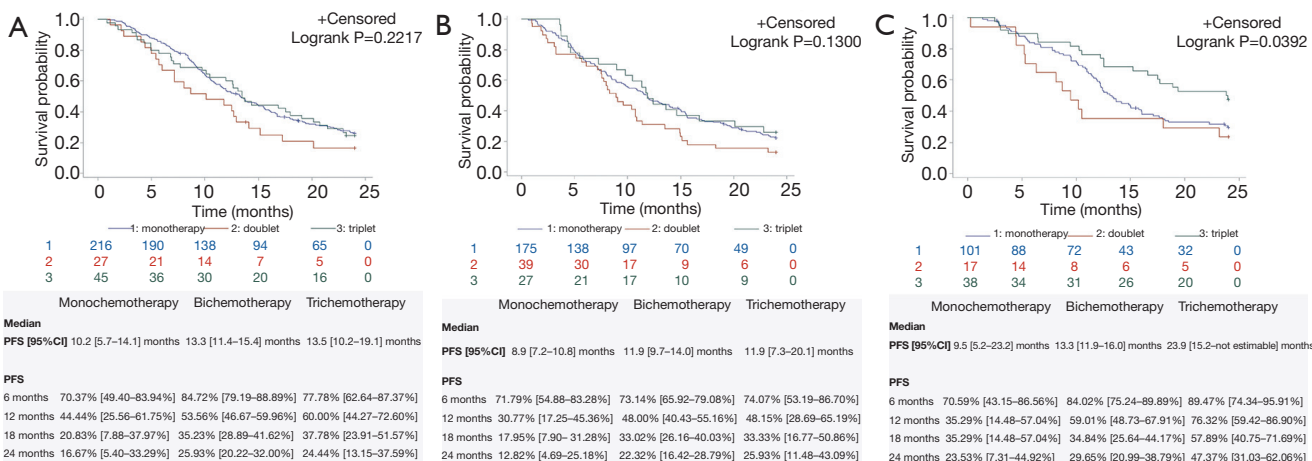 A
+Censored
Logrank P=0.2217
Survival probability
1.0
0.8
0.6
0.4
0.2
0.0
0 5 10 15 20 25
Time (months)
1: monotherapy 2: doublet 3: triplet
1 216 190 138 94 65 0
2 27 21 14 7 5 0
3 45 36 30 20 16 0
Monochemotherapy Bichemotherapy Trichemotherapy
Median
PFS [95%CI] 10.2 [5.7–14.1] months 13.3 [11.4–15.4] months 13.5 [10.2–19.1] months
PFS
6 months 70.37% [49.40–83.94%] 84.72% [79.19–88.89%] 77.78% [62.64–87.37%]
12 months 44.44% [25.56–61.75%] 53.56% [46.67–59.96%] 60.00% [44.27–72.60%]
18 months 20.83% [7.88–37.97%] 35.23% [28.89–41.62%] 37.78% [23.91–51.57%]
24 months 16.67% [5.40–33.29%] 25.93% [20.22–32.00%] 24.44% [13.15–37.59%]
B
+Censored
Logrank P=0.1300
Survival probability
1.0
0.8
0.6
0.4
0.2
0.0
0 5 10 15 20 25
Time (months)
1: monotherapy 2: doublet 3: triplet
1 175 138 97 70 49 0
2 39 30 17 9 6 0
3 27 21 17 10 9 0
Monochemotherapy Bichemotherapy Trichemotherapy
Median
PFS [95%CI] 8.9 [7.2–10.8] months 11.9 [9.7–14.0] months 11.9 [7.3–20.1] months
PFS
6 months 71.79% [54.88–83.28%] 73.14% [65.92–79.08%] 74.07% [53.19–86.70%]
12 months 30.77% [17.25–45.36%] 48.00% [40.43–55.16%] 48.15% [28.69–65.19%]
18 months 17.95% [7.90– 31.28%] 33.02% [26.16–40.03%] 33.33% [16.77–50.86%]
24 months 12.82% [4.69–25.18%] 22.32% [16.42–28.79%] 25.93% [11.48–43.09%]
C
+Censored
Logrank P=0.0392
Survival probability
1.0
0.8
0.6
0.4
0.2
0.0
0 5 10 15 20 25
Time (months)
1: monotherapy 2: doublet 3: triplet
1 101 88 72 43 32 0
2 17 14 8 6 5 0
3 38 34 31 26 20 0
Monochemotherapy Bichemotherapy Trichemotherapy
Median
PFS [95%CI] 9.5 [5.2–23.2] months 13.3 [11.9–16.0] months 23.9 [15.2–not estimable] months
PFS
6 months 70.59% [43.15–86.56%] 84.02% [75.24–89.89%] 89.47% [74.34–95.91%]
12 months 35.29% [14.48–57.04%] 59.01% [48.73–67.91%] 76.32% [59.42–86.90%]
18 months 35.29% [14.48–57.04%] 34.84% [25.64–44.17%] 57.89% [40.75–71.69%]
24 months 23.53% [7.31–44.92%] 29.65% [20.99–38.79%] 47.37% [31.03–62.06%]